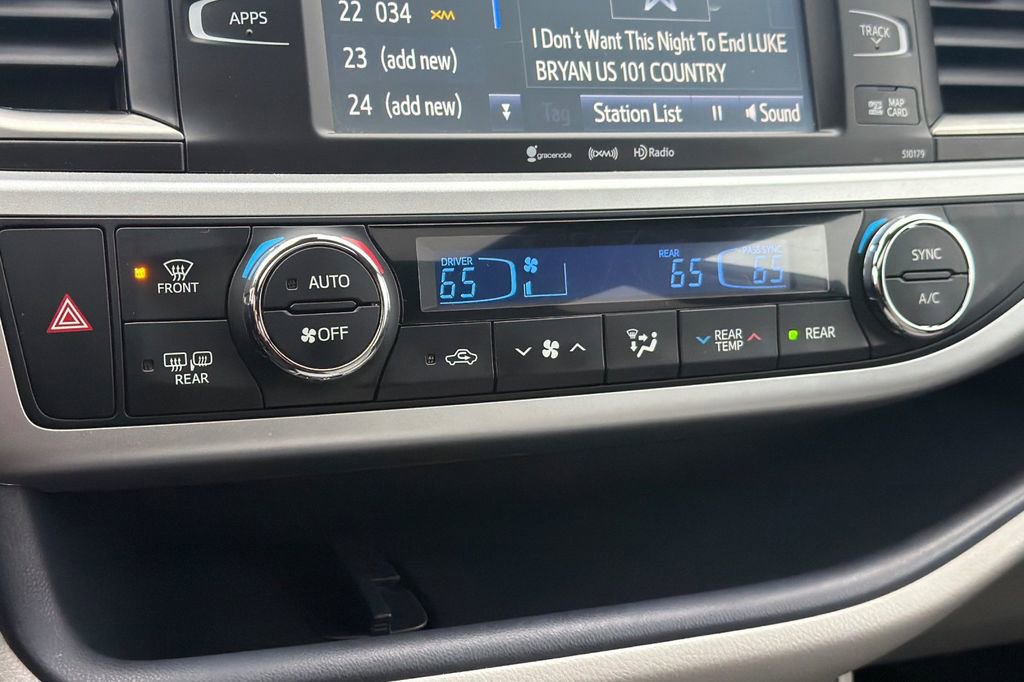 APPS
22 034 XM
23 (add new)
24 (add new)
I Don't Want This Night To End LUKE
BRYAN US 101 COUNTRY
Tag
Station List
Sound
TRACK
MAP
CARD
gracenote
((XM))
HD Radio
510179
FRONT
REAR
AUTO
OFF
DRIVER
65
REAR
65
PASS SYNC
65
REAR
TEMP
REAR
SYNC
A/C